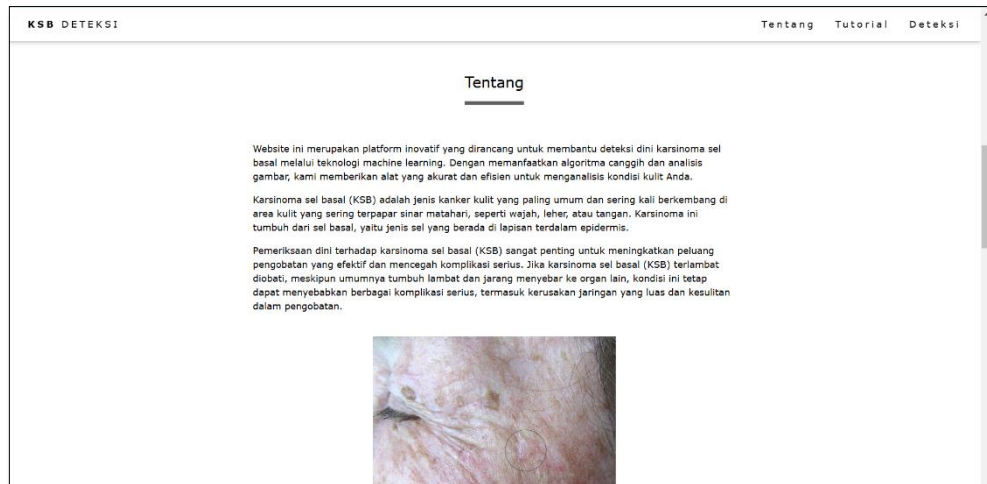 KSB DETEKSI
Tentang Tutorial Deteksi
Tentang
Website ini merupakan platform inovatif yang dirancang untuk membantu deteksi dini karsinoma sel
basal melalui teknologi machine learning. Dengan memanfaatkan algoritma canggih dan analisis
gambar, kami memberikan alat yang akurat dan efisien untuk menganalisis kondisi kulit Anda.
Karsinoma sel basal (KSB) adalah jenis kanker kulit yang paling umum dan sering kali berkembang di
area kulit yang sering terpapar sinar matahari, seperti wajah, leher, atau tangan. Karsinoma ini
tumbuh dari sel basal, yaitu jenis sel yang berada di lapisan terdalam epidermis.
Pemeriksaan dini terhadap karsinoma sel basal (KSB) sangat penting untuk meningkatkan peluang
pengobatan yang efektif dan mencegah komplikasi serius. Jika karsinoma sel basal (KSB) terlambat
diobati, meskipun umumnya tumbuh lambat dan jarang menyebar ke organ lain, kondisi ini tetap
dapat menyebabkan berbagai komplikasi serius, termasuk kerusakan jaringan yang luas dan kesulitan
dalam pengobatan.